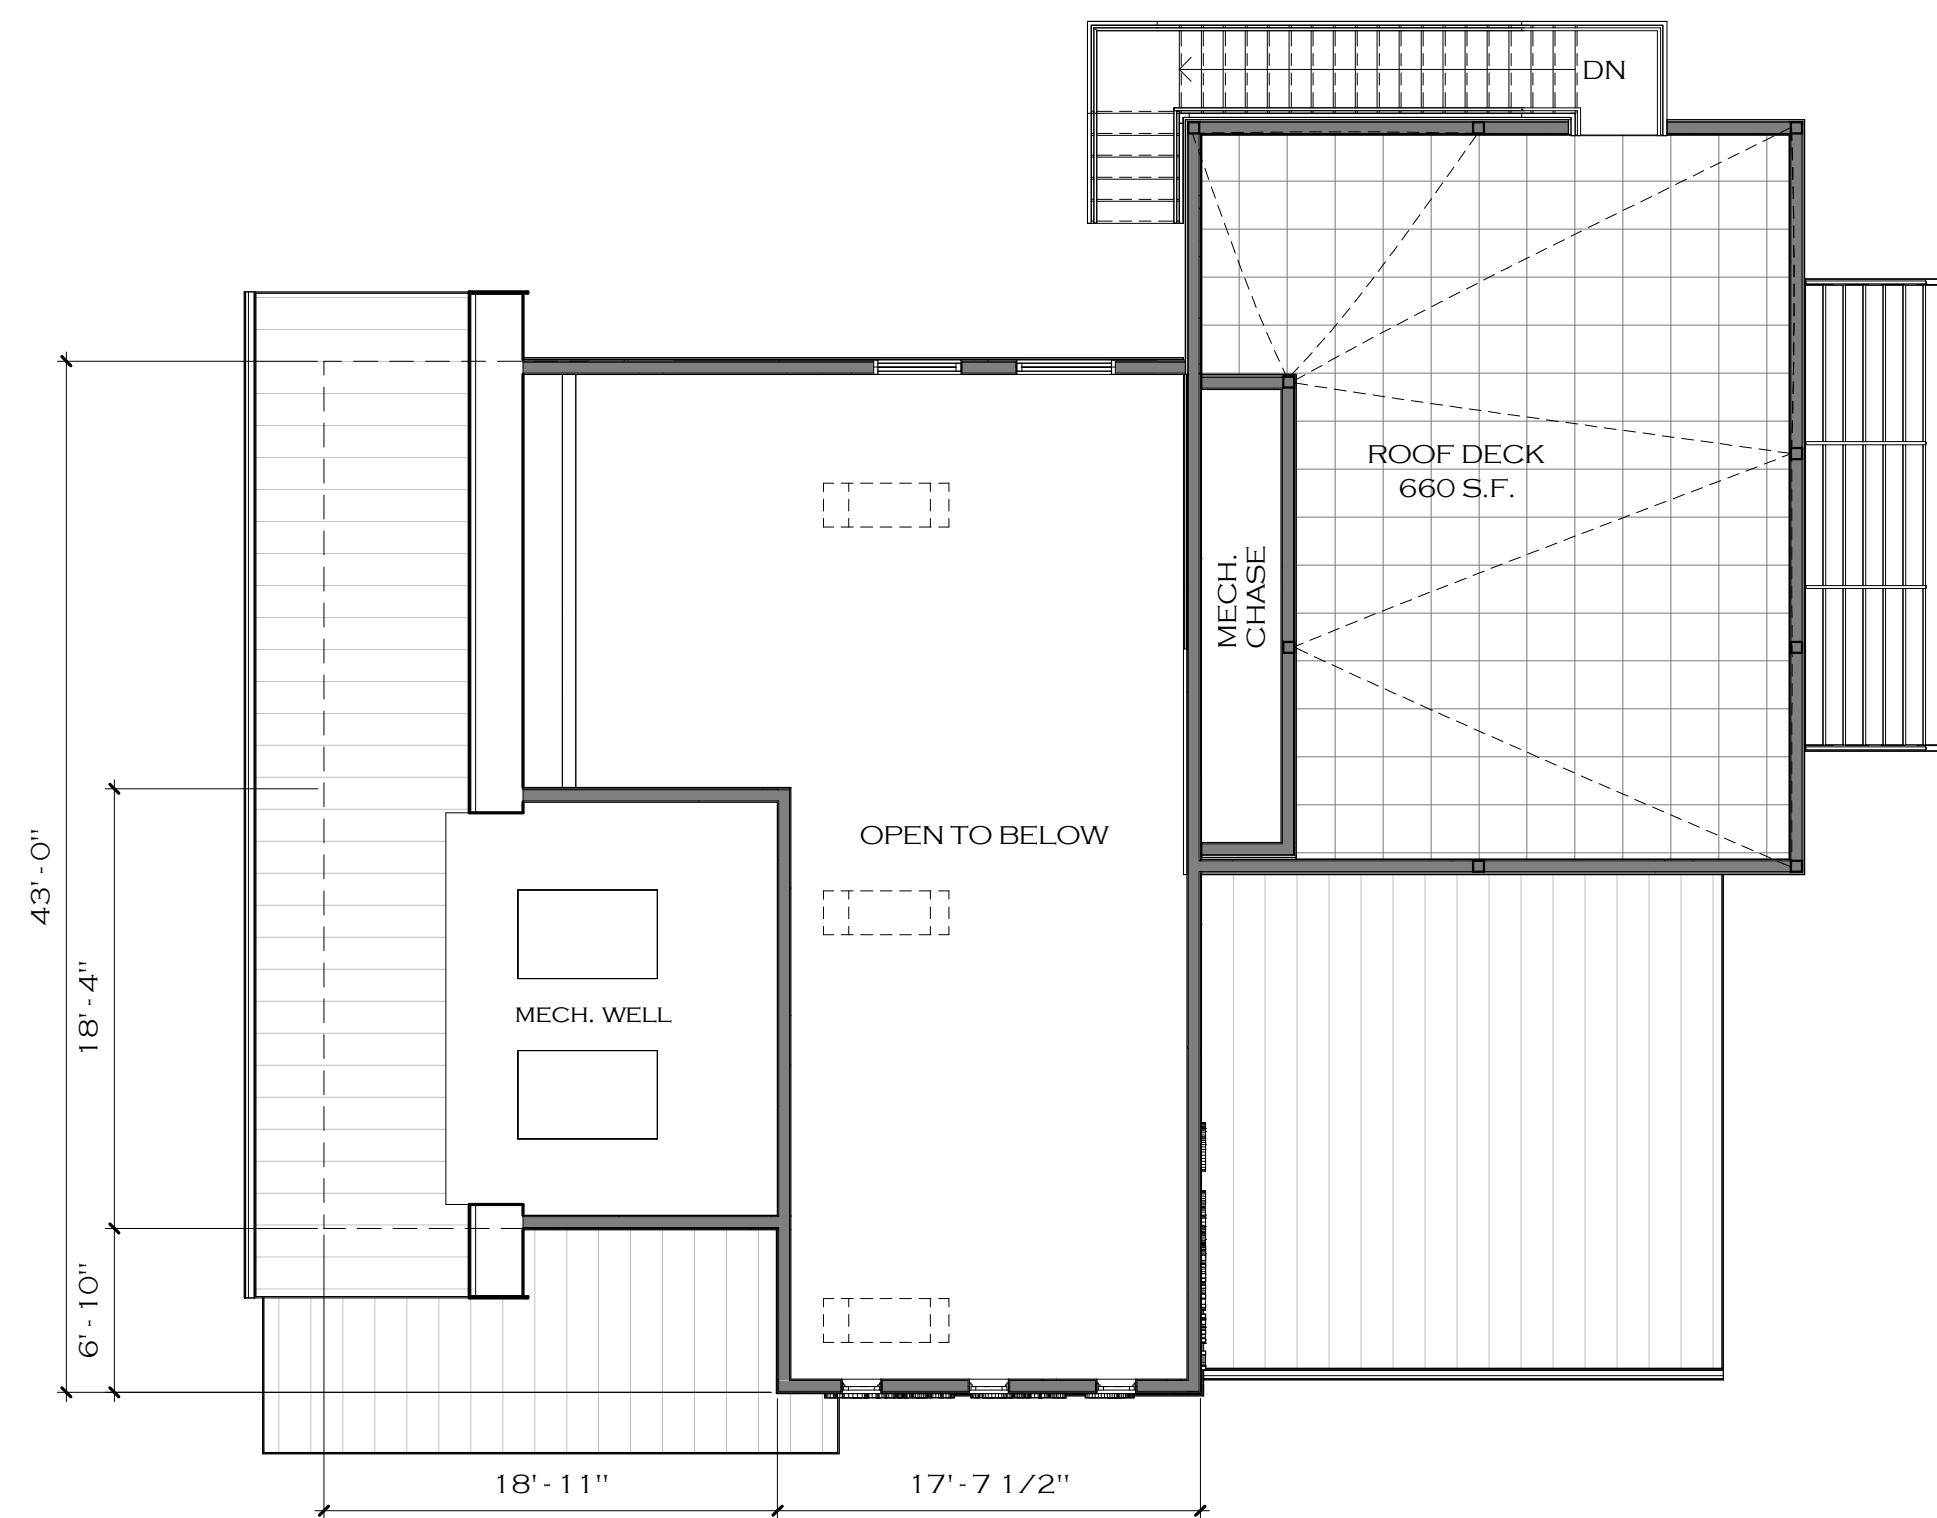 DN
ROOF DECK
660 S.F.
MECH.
CHASE
OPEN TO BELOW
43' - 0"
18' - 4"
MECH. WELL
6' - 10"
18' - 11"
17' - 7 1/2"